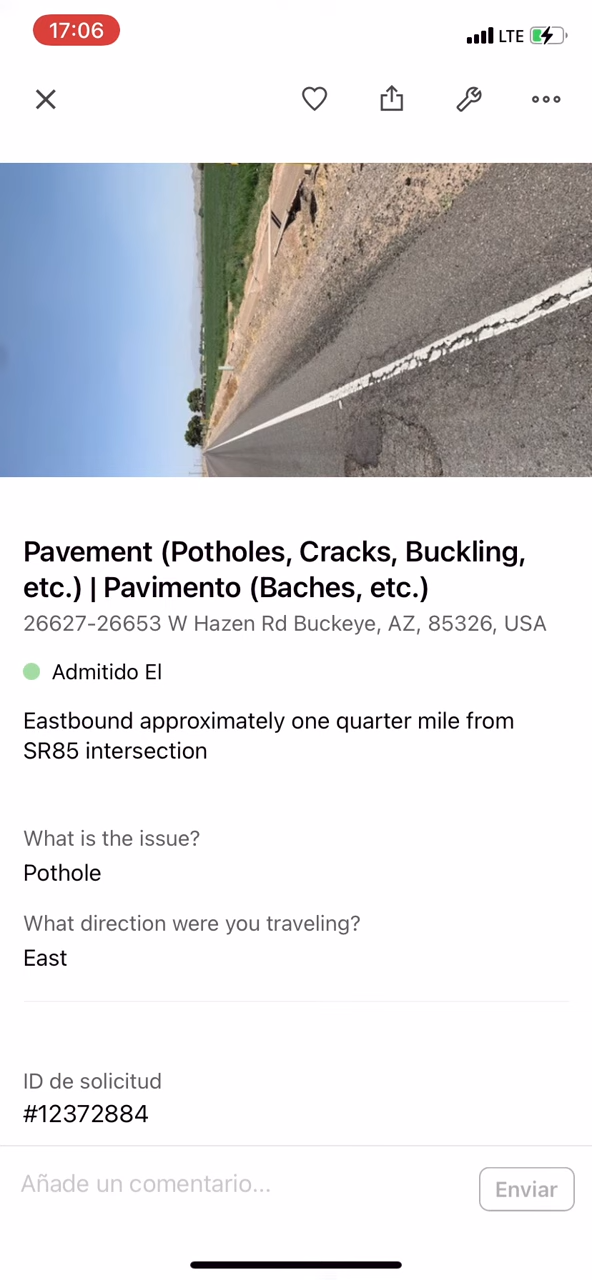 17:06
LTE
Pavement (Potholes, Cracks, Buckling,
etc.) | Pavimento (Baches, etc.)
26627-26653 W Hazen Rd Buckeye, AZ, 85326, USA
Admitido El
Eastbound approximately one quarter mile from
SR85 intersection
What is the issue?
Pothole
What direction were you traveling?
East
ID de solicitud
#12372884
Añade un comentario...
Enviar